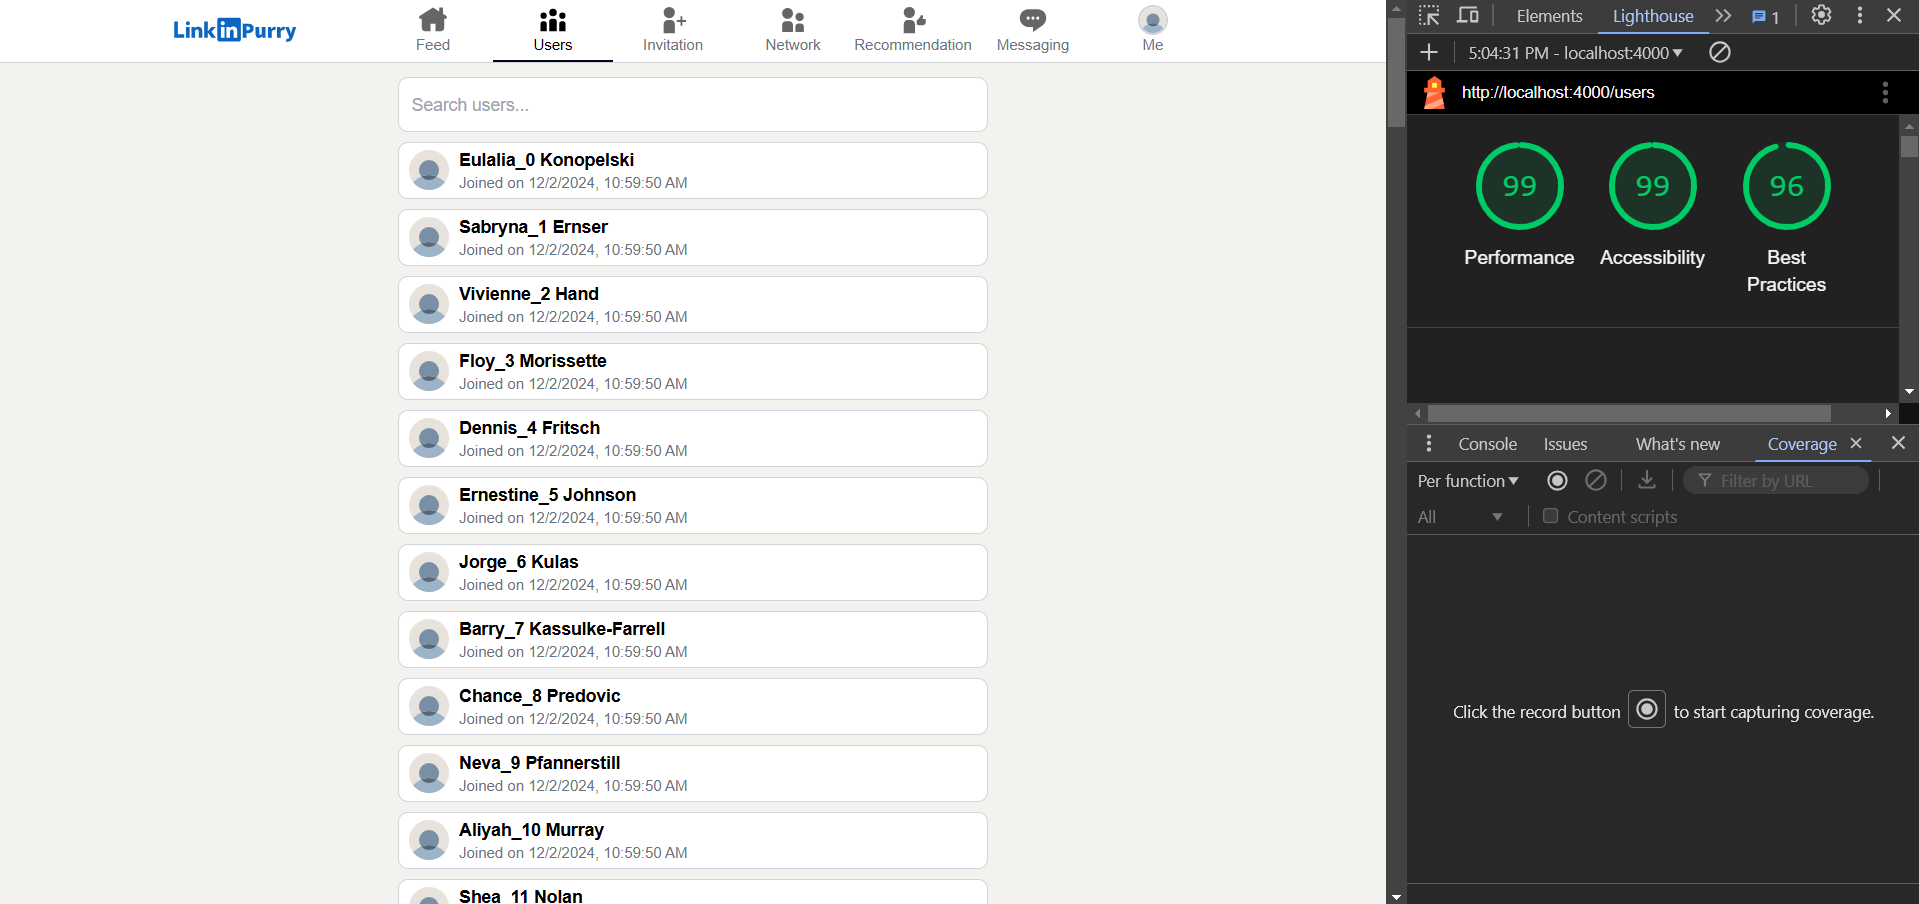 LinkinPurry
Feed
Users
Invitation
Network
Recommendation
Messaging
Me
Search users...
Eulalia_0 Konopelski
Joined on 12/2/2024, 10:59:50 AM
Sabryna_1 Ernser
Joined on 12/2/2024, 10:59:50 AM
Vivienne_2 Hand
Joined on 12/2/2024, 10:59:50 AM
Floy_3 Morissette
Joined on 12/2/2024, 10:59:50 AM
Dennis_4 Fritsch
Joined on 12/2/2024, 10:59:50 AM
Ernestine_5 Johnson
Joined on 12/2/2024, 10:59:50 AM
Jorge_6 Kulas
Joined on 12/2/2024, 10:59:50 AM
Barry_7 Kassulke-Farrell
Joined on 12/2/2024, 10:59:50 AM
Chance_8 Predovic
Joined on 12/2/2024, 10:59:50 AM
Neva_9 Pfannerstill
Joined on 12/2/2024, 10:59:50 AM
Aliyah_10 Murray
Joined on 12/2/2024, 10:59:50 AM
Shea_11 Nolan
Elements
Lighthouse
1
5:04:31 PM - localhost:4000
http://localhost:4000/users
99
99
96
Performance
Accessibility
Best
Practices
Console
Issues
What's new
Coverage
Per function
Filter by URL
All
Content scripts
Click the record button to start capturing coverage.